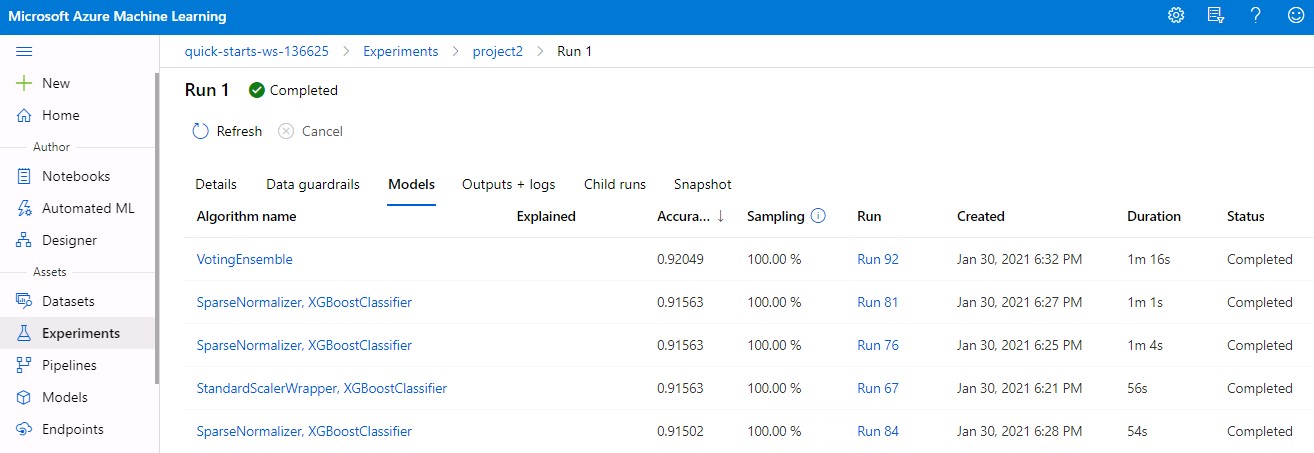 Microsoft Azure Machine Learning
?
quick-starts-ws-136625 > Experiments > project2 > Run 1
New
Home
Author
Notebooks
Automated ML
Designer
Assets
Datasets
Experiments
Pipelines
Models
Endpoints
Run 1 Completed
Refresh Cancel
Details Data guardrails Models Outputs + logs Child runs Snapshot
Algorithm name Explained Accura... ↓ Sampling Run Created Duration Status
VotingEnsemble 0.92049 100.00 % Run 92 Jan 30, 2021 6:32 PM 1m 16s Completed
SparseNormalizer, XGBoostClassifier 0.91563 100.00 % Run 81 Jan 30, 2021 6:27 PM 1m 1s Completed
SparseNormalizer, XGBoostClassifier 0.91563 100.00 % Run 76 Jan 30, 2021 6:25 PM 1m 4s Completed
StandardScalerWrapper, XGBoostClassifier 0.91563 100.00 % Run 67 Jan 30, 2021 6:21 PM 56s Completed
SparseNormalizer, XGBoostClassifier 0.91502 100.00 % Run 84 Jan 30, 2021 6:28 PM 54s Completed